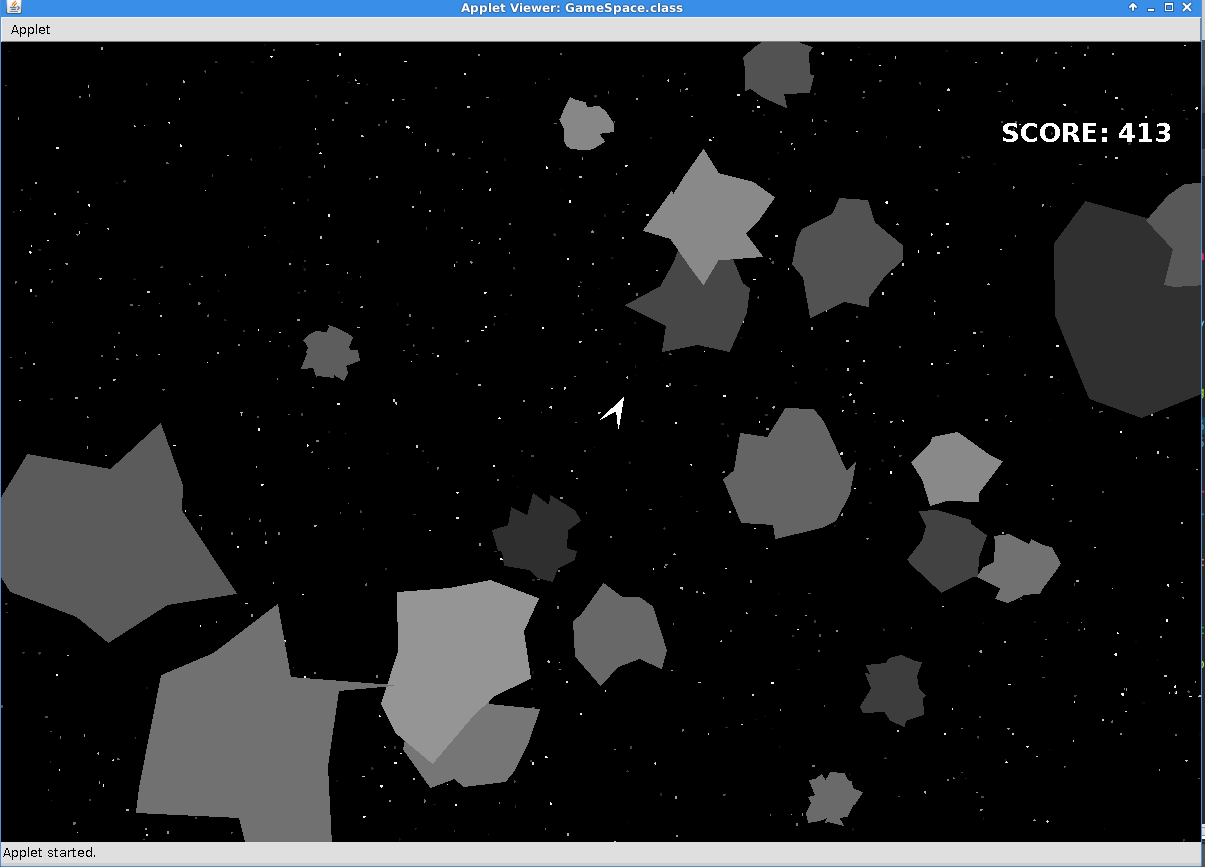 Applet Viewer: GameSpace.class
Applet
SCORE: 413
Applet started.